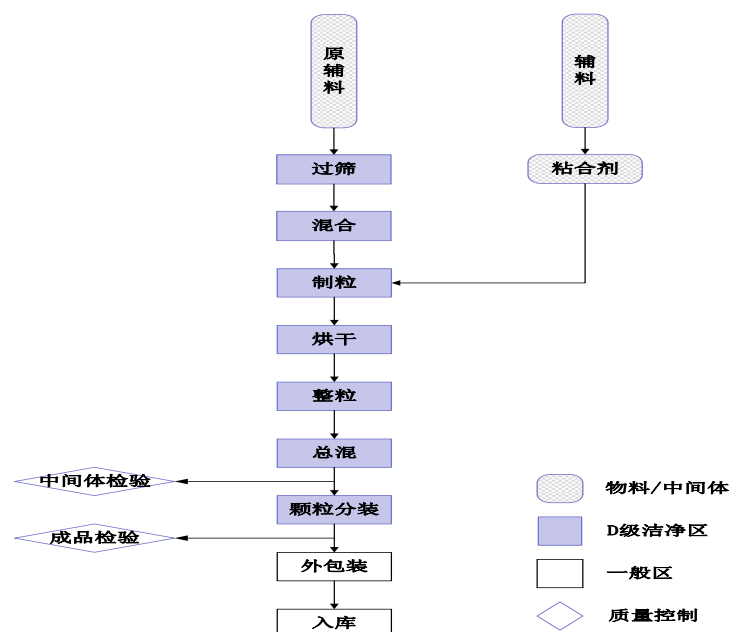 原辅料
辅料
过筛
粘合剂
混合
制粒
烘干
整粒
总混
中间体检验
颗粒分装
成品检验
外包装
入库
物料/中间体
D级洁净区
一般区
质量控制